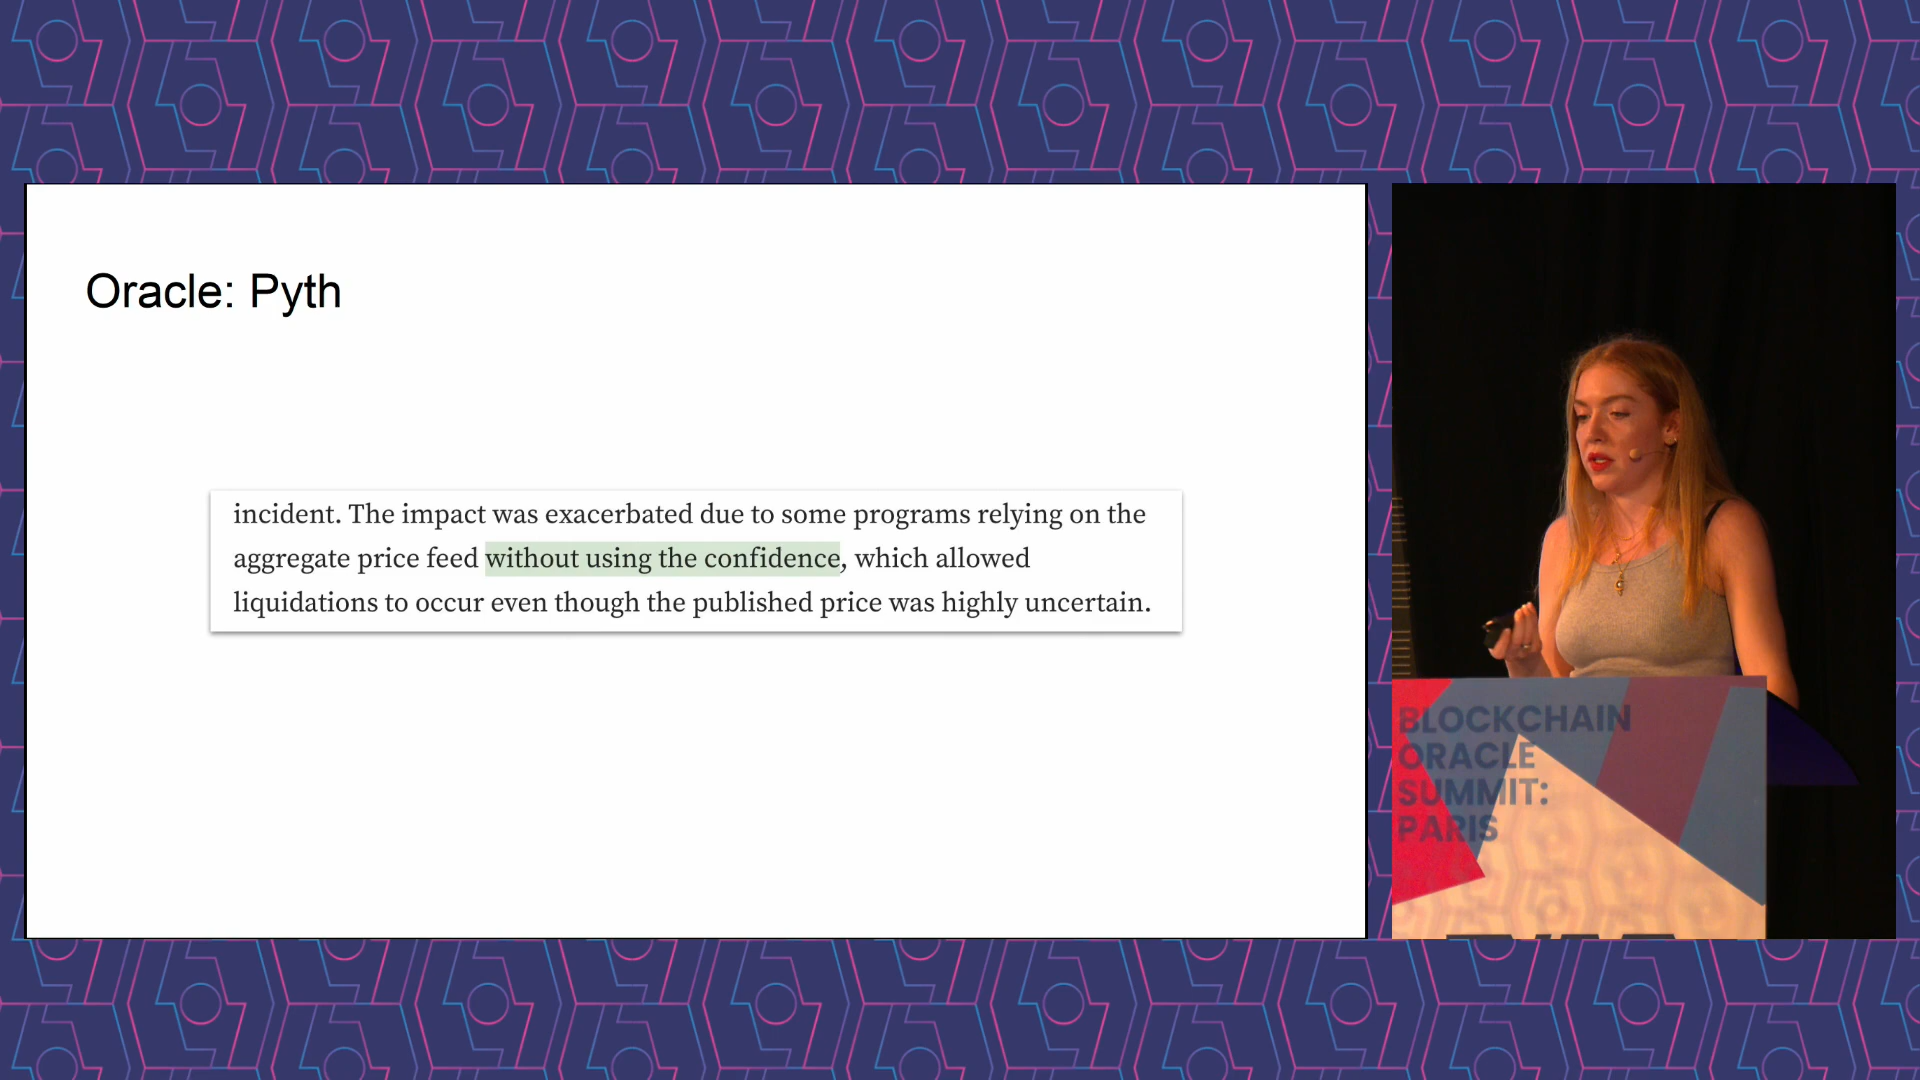 Oracle: Pyth
incident. The impact was exacerbated due to some programs relying on the
aggregate price feed without using the confidence, which allowed
liquidations to occur even though the published price was highly uncertain.
BLOCKCHAIN
ORACLE
SUMMIT:
PARIS